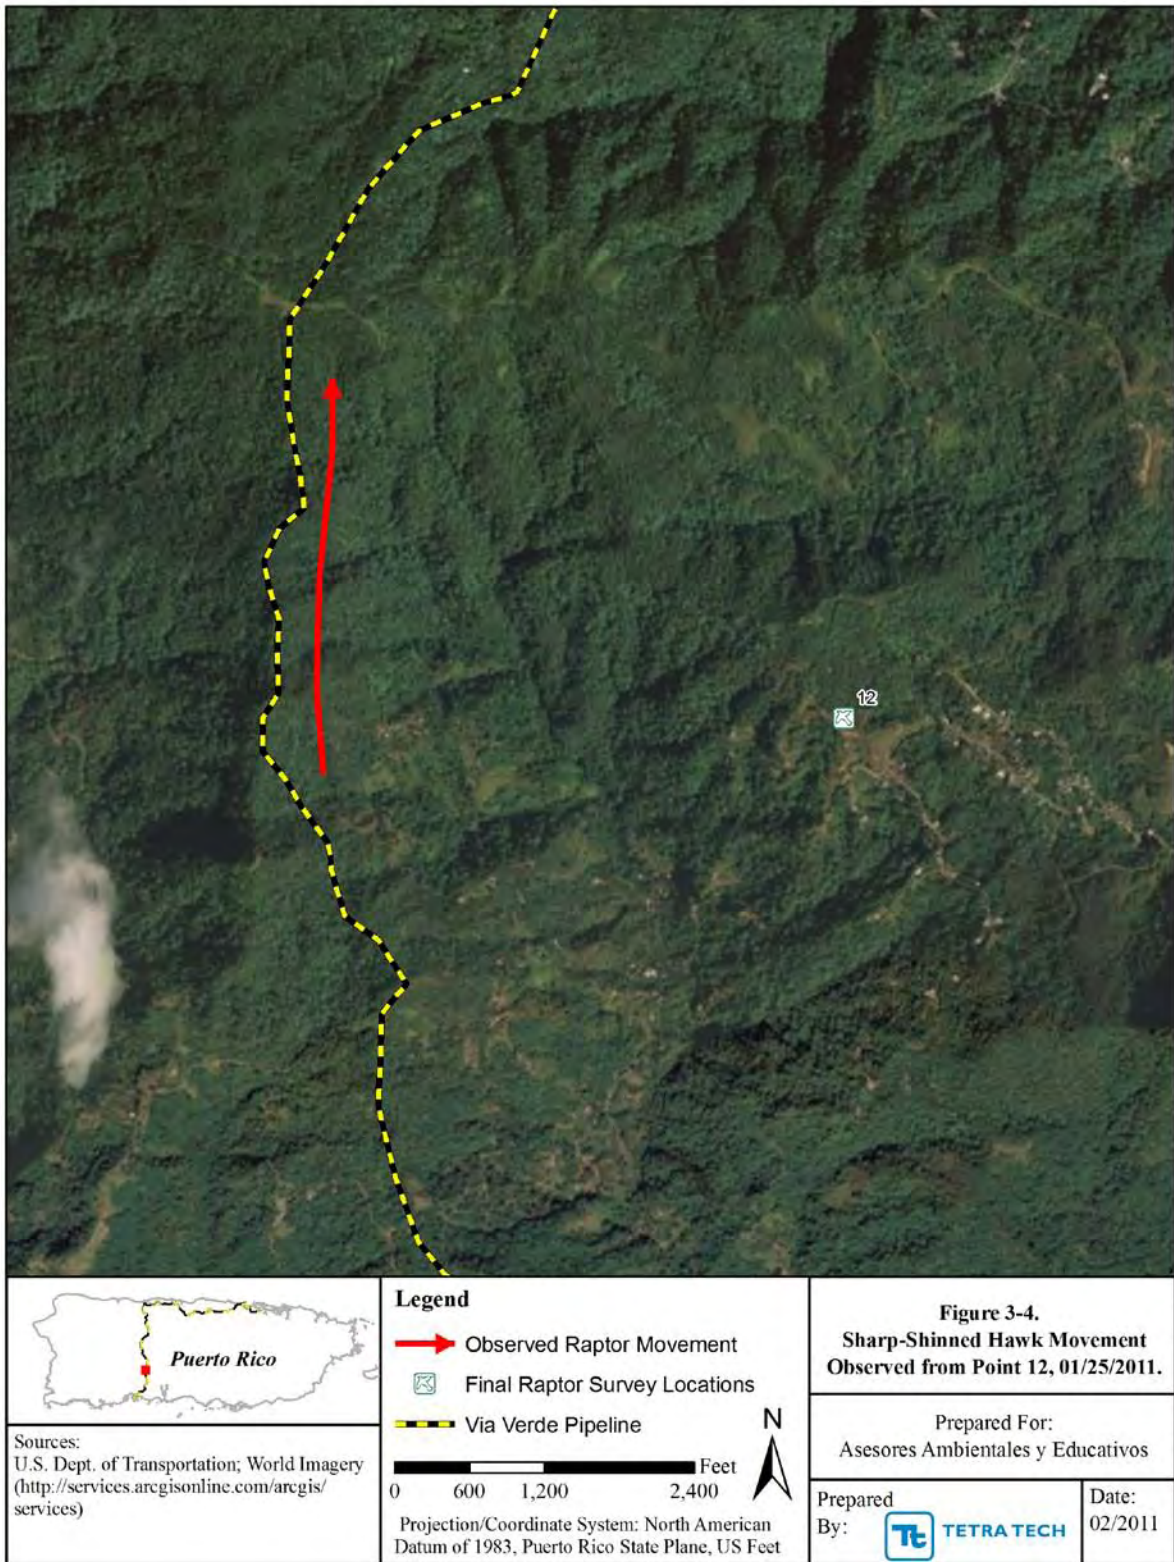 12
Puerto Rico
Sources:
U.S. Dept. of Transportation; World Imagery
(http://services.arcgisonline.com/arcgis/
services)
Legend
Observed Raptor Movement
Final Raptor Survey Locations
Via Verde Pipeline
N
Feet
0 600 1,200 2,400
Projection/Coordinate System: North American
Datum of 1983, Puerto Rico State Plane, US Feet
Figure 3-4.
Sharp-Shinned Hawk Movement
Observed from Point 12, 01/25/2011.
Prepared For:
Asesores Ambientales y Educativos
Prepared
By:
Tt TETRA TECH
Date:
02/2011